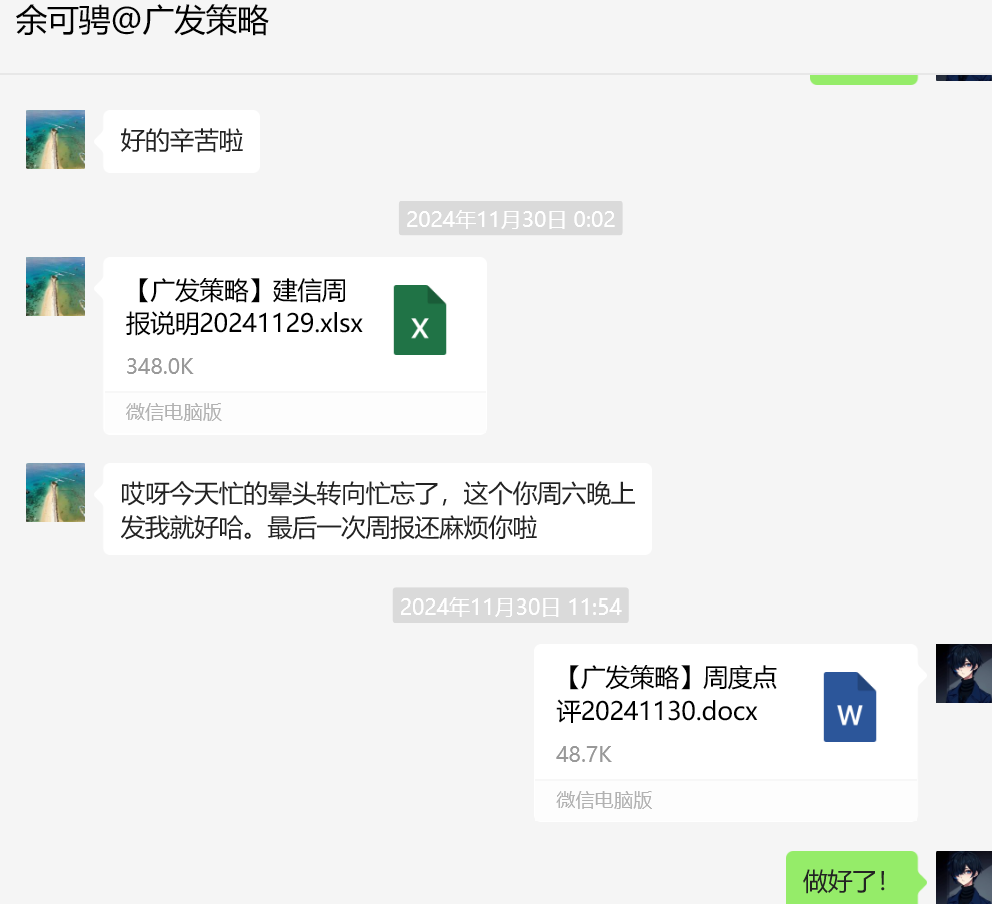 余可骋@广发策略
好的辛苦啦
2024年11月30日 0:02
【广发策略】建信周
报说明20241129.xlsx
X
348.0K
微信电脑版
哎呀今天忙的晕头转向忙忘了，这个你周六晚上
发我就好哈。最后一次周报还麻烦你啦
2024年11月30日 11:54
【广发策略】周度点
评20241130.docx
W
48.7K
微信电脑版
做好了！